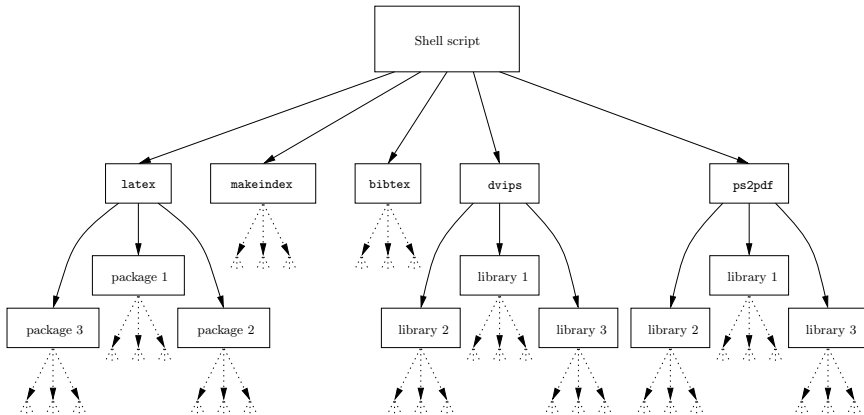 Shell script
latex
makeindex
bibtex
dvips
ps2pdf
package 1
library 1
library 1
package 3
package 2
library 2
library 3
library 2
library 3